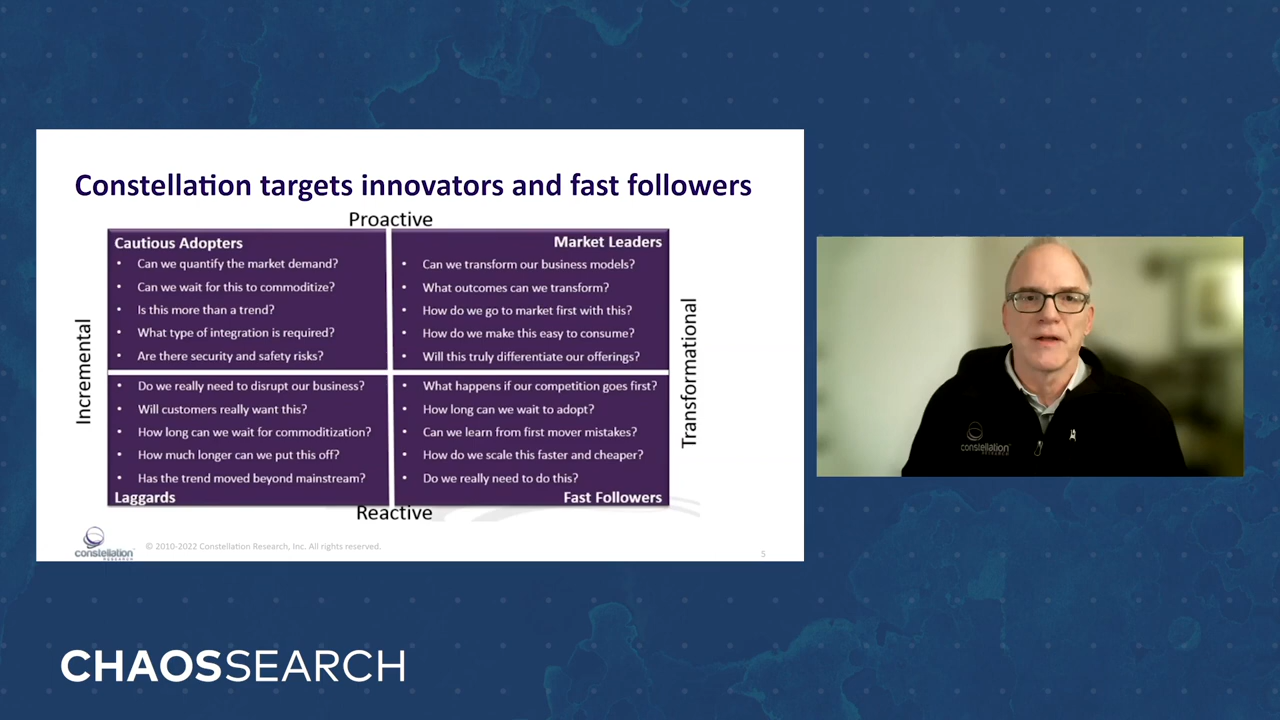 Constellation targets innovators and fast followers
Proactive
Incremental
Transformational
Cautious Adopters
• Can we quantify the market demand?
• Can we wait for this to commoditize?
• Is this more than a trend?
• What type of integration is required?
• Are there security and safety risks?
Market Leaders
• Can we transform our business models?
• What outcomes can we transform?
• How do we go to market first with this?
• How do we make this easy to consume?
• Will this truly differentiate our offerings?
• Do we really need to disrupt our business?
• Will customers really want this?
• How long can we wait for commoditization?
• How much longer can we put this off?
• Has the trend moved beyond mainstream?
Laggards
• What happens if our competition goes first?
• How long can we wait to adopt?
• Can we learn from first mover mistakes?
• How do we scale this faster and cheaper?
• Do we really need to do this?
Fast Followers
Reactive
constellation
RESEARCH
© 2010-2022 Constellation Research, Inc. All rights reserved.
5
constellation
RESEARCH
CHAOSSEARCH